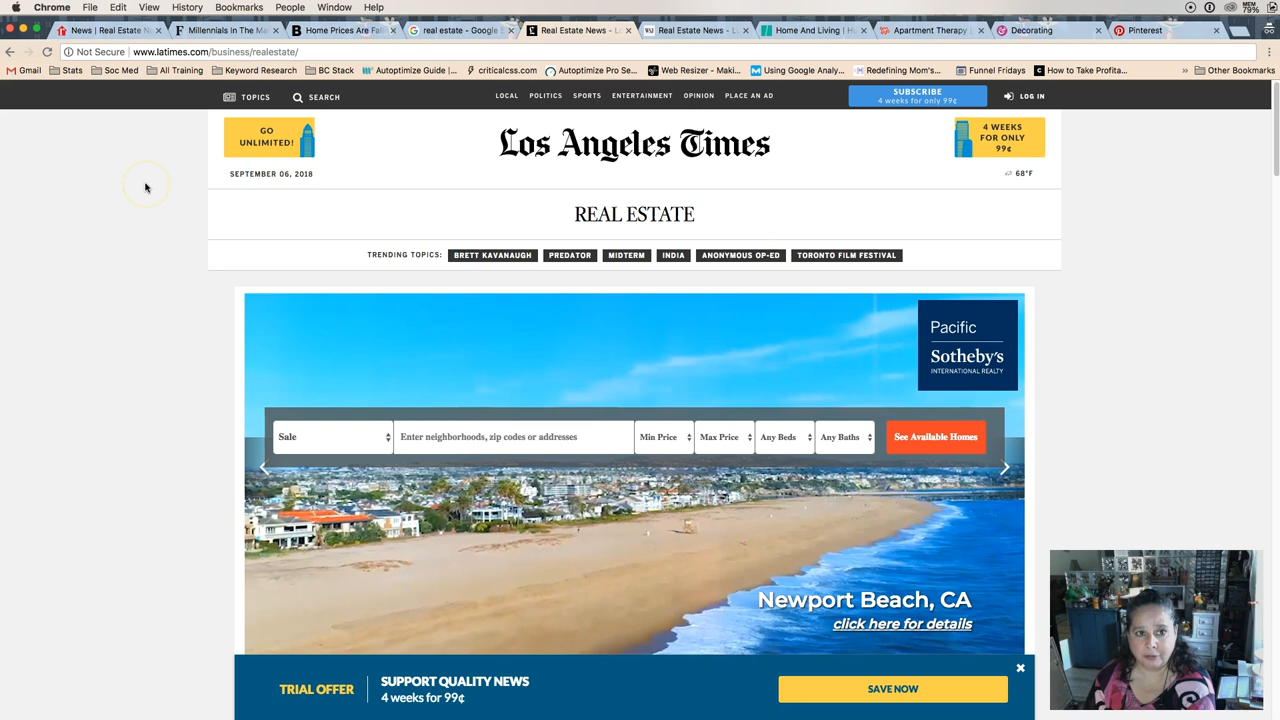 Chrome File Edit View History Bookmarks People Window Help MEM 79%
News | Real Estate Ne Millennials In The Mar Home Prices Are Falli real estate - Google S Real Estate News - Lo Real Estate News - Home And Living | Hu Apartment Therapy Decorating Pinterest
Not Secure | www.latimes.com/business/realestate/
Gmail Stats Soc Med All Training Keyword Research BC Stack Autoptimize Guide |... criticalcss.com Autoptimize Pro Se... Web Resizer - Maki... Using Google Analy... Redefining Mom's... Funnel Fridays How to Take Profita... » Other Bookmarks
TOPICS SEARCH LOCAL POLITICS SPORTS ENTERTAINMENT OPINION PLACE AN AD SUBSCRIBE LOG IN
4 weeks for only 99¢
GO UNLIMITED!
Los Angeles Times
4 WEEKS FOR ONLY 99¢
SEPTEMBER 06, 2018
68°F
REAL ESTATE
TRENDING TOPICS: BRETT KAVANAUGH PREDATOR MIDTERM INDIA ANONYMOUS OP-ED TORONTO FILM FESTIVAL
Pacific
Sotheby's
INTERNATIONAL REALTY
Sale Enter neighborhoods, zip codes or addresses Min Price Max Price Any Beds Any Baths See Available Homes
Newport Beach, CA
click here for details
TRIAL OFFER SUPPORT QUALITY NEWS
4 weeks for 99¢
SAVE NOW